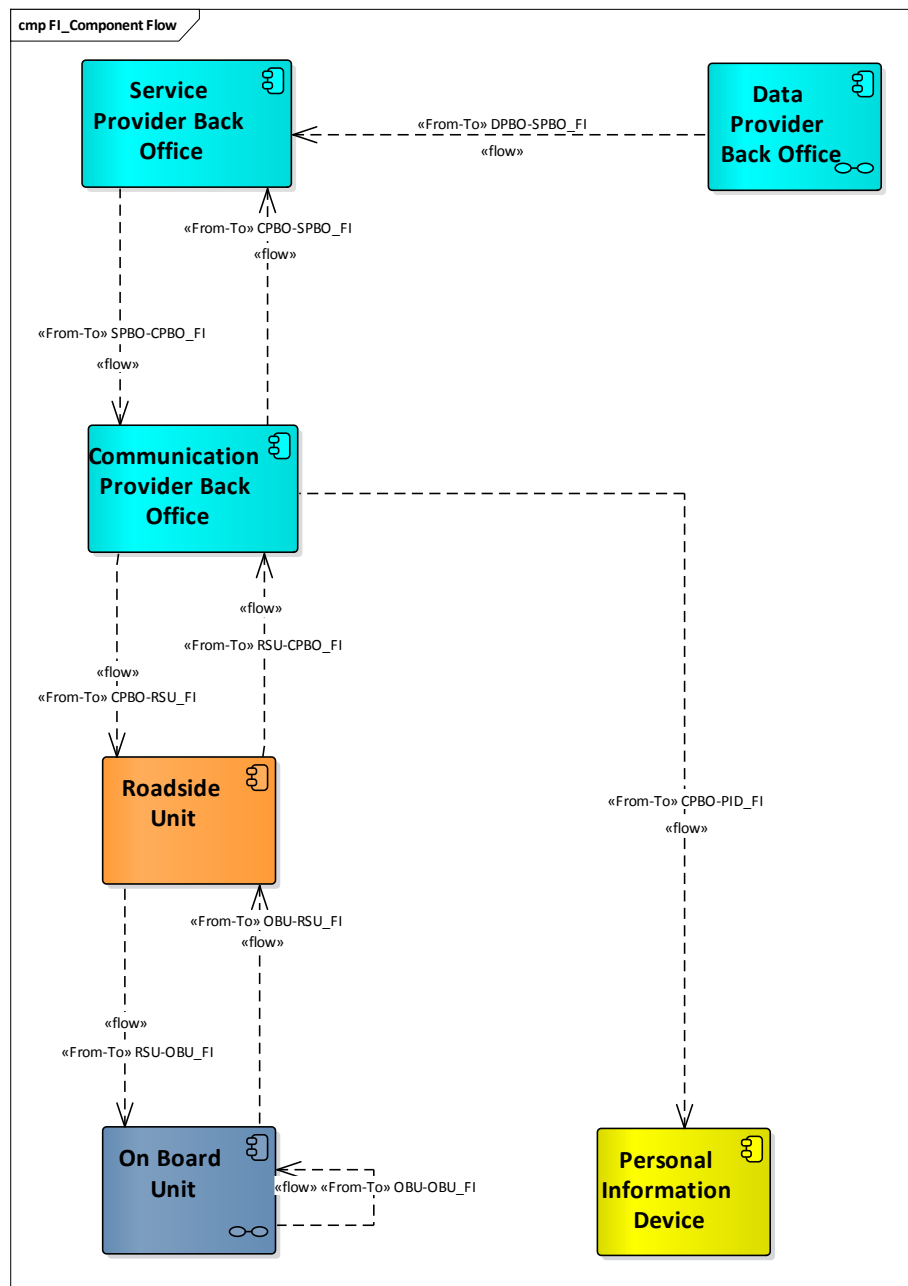 cmp FI_Component Flow
Service
Provider Back
Office
Data
Provider
Back Office
«From-To» DPBO-SPBO_FI
«flow»
«From-To» CPBO-SPBO_FI
«flow»
«From-To» SPBO-CPBO_FI
«flow»
Communication
Provider Back
Office
«flow»
«From-To» RSU-CPBO_FI
«flow»
«From-To» CPBO-RSU_FI
Roadside
Unit
«From-To» CPBO-PID_FI
«flow»
«From-To» OBU-RSU_FI
«flow»
«flow»
«From-To» RSU-OBU_FI
On Board
Unit
«flow» «From-To» OBU-OBU_FI
Personal
Information
Device